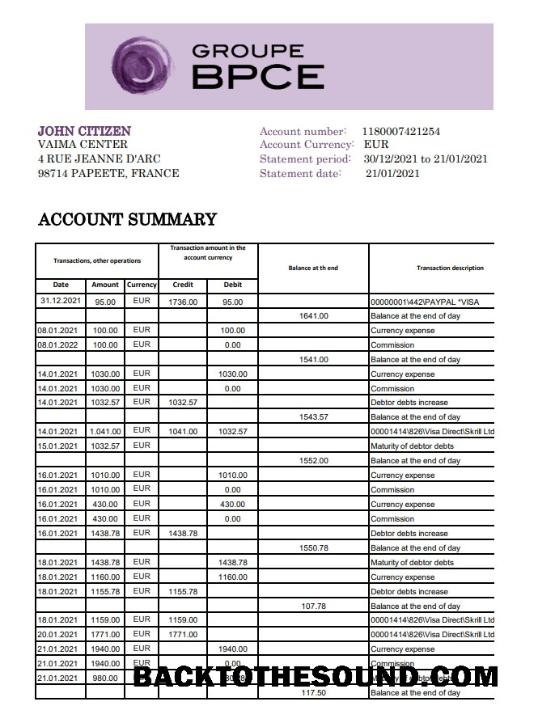 GROUPE
BPCE
JOHN CITIZEN
VAIMA CENTER
4 RUE JEANNE D'ARC
98714 PAPEETE, FRANCE
Account number: 1180007421254
Account Currency: EUR
Statement period: 30/12/2021 to 21/01/2021
Statement date: 21/01/2021
ACCOUNT SUMMARY
Transactions, other operations Transaction amount in the account currency Balance at th end Transaction description
Date Amount Currency Credit Debit
31.12.2021 95.00 EUR 1736.00 95.00 00000001\442\PAYPAL *VISA
1641.00 Balance at the end of day
08.01.2021 100.00 EUR 100.00 Currency expense
08.01.2022 100.00 EUR 0.00 Commission
1541.00 Balance at the end of day
14.01.2021 1030.00 EUR 1030.00 Currency expense
14.01.2021 1030.00 EUR 0.00 Commission
14.01.2021 1032.57 EUR 1032.57 Debtor debts increase
1543.57 Balance at the end of day
14.01.2021 1.041.00 EUR 1041.00 1032.57 00001414\826\Visa Direct\Skrill Ltd
15.01.2021 1032.57 EUR Maturity of debtor debts
1552.00 Balance at the end of day
16.01.2021 1010.00 EUR 1010.00 Currency expense
16.01.2021 1010.00 EUR 0.00 Commission
16.01.2021 430.00 EUR 430.00 Currency expense
16.01.2021 430.00 EUR 0.00 Commission
16.01.2021 1438.78 EUR 1438.78 Debtor debts increase
1550.78 Balance at the end of day
18.01.2021 1438.78 EUR 1438.78 Maturity of debtor debts
18.01.2021 1160.00 EUR 1160.00 Currency expense
18.01.2021 1155.78 EUR 1155.78 Debtor debts increase
107.78 Balance at the end of day
18.01.2021 1159.00 EUR 1159.00 00001414\826\Visa Direct\Skrill Ltd
20.01.2021 1771.00 EUR 1771.00 00001414\826\Visa Direct\Skrill Ltd
21.01.2021 1940.00 EUR 1940.00 Currency expense
21.01.2021 1940.00 EUR 0.00 Commission
21.01.2021 980.00
BACKTOTHESOUND.COM
117.50 Balance at the end of day